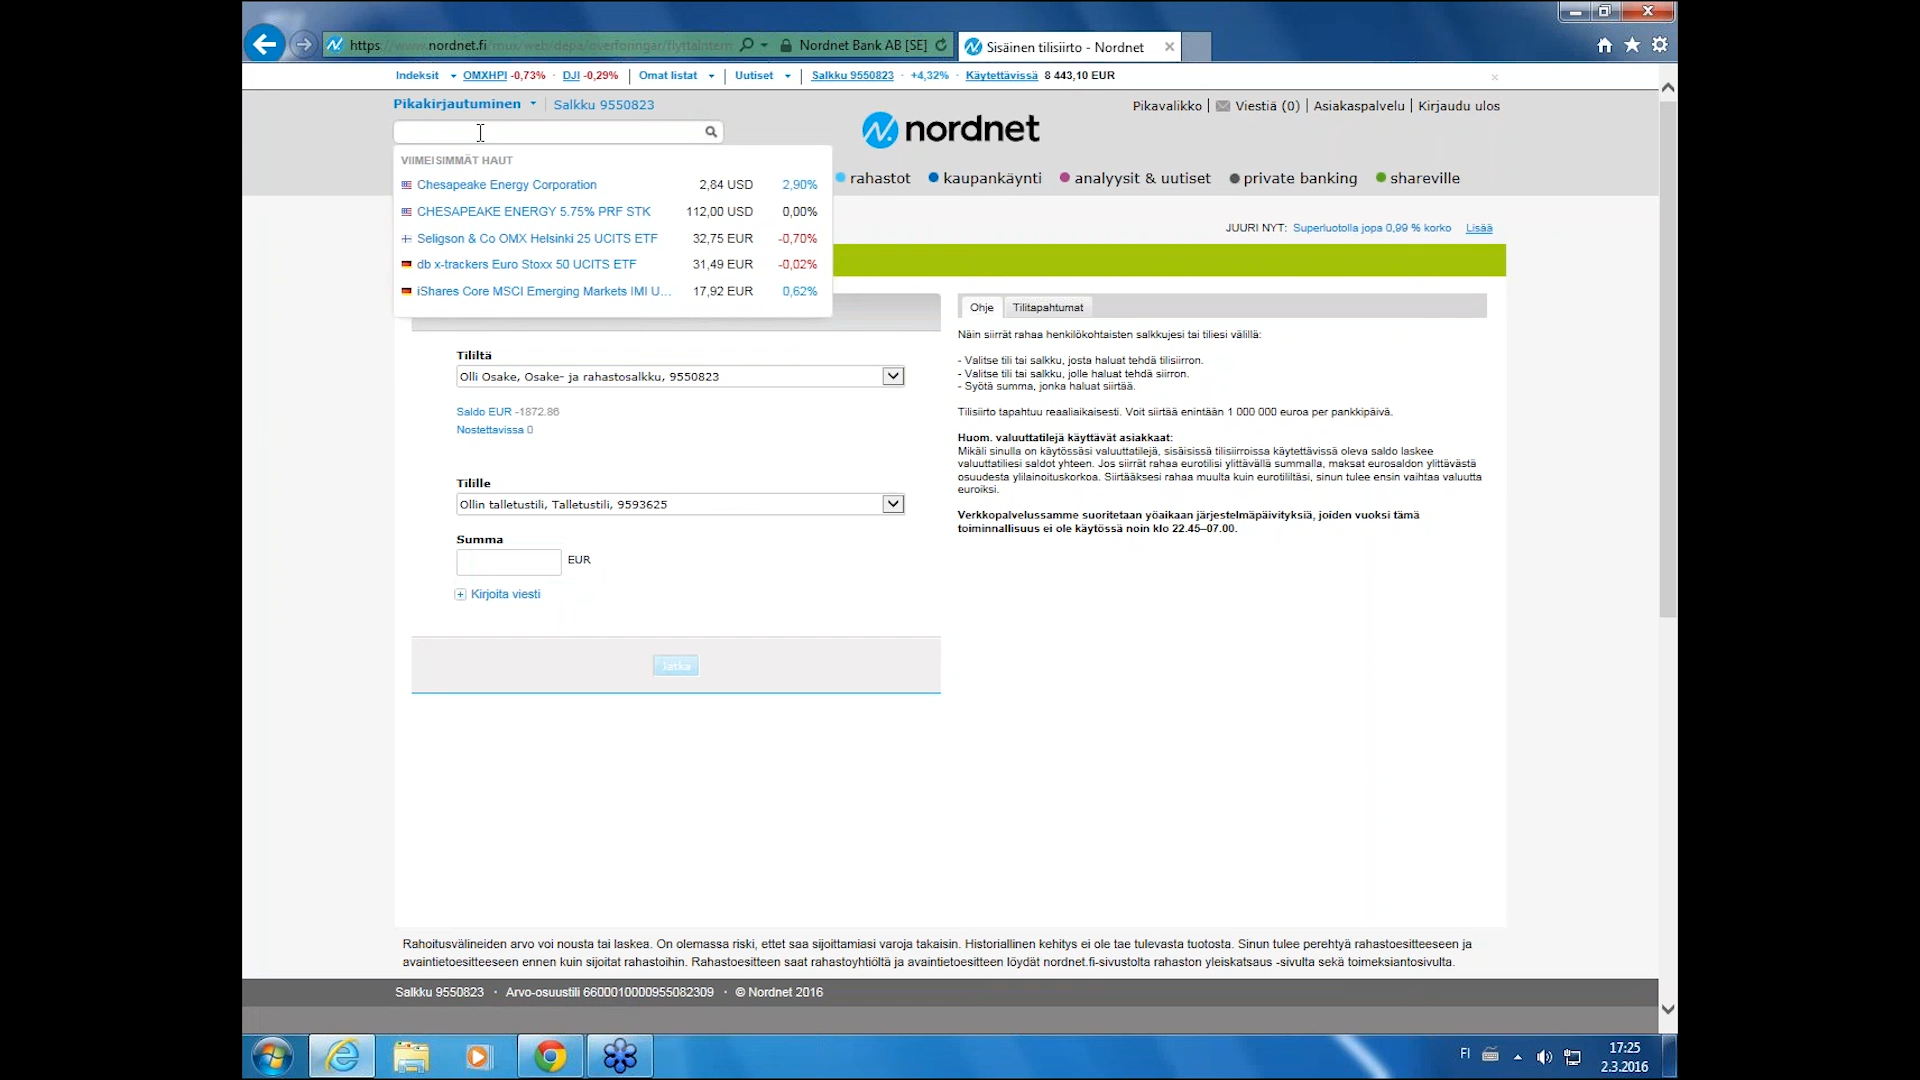 https://www.nordnet.fi/mux/web/depa/overforingar/flyttaintern
Nordnet Bank AB [SE]
Sisäinen tilisiirto - Nordnet
Indeksit OMXHPI -0,73% · DJI -0,29% Omat listat Uutiset Salkku 9550823 · +4,32% · Käytettävissä 8 443,10 EUR
Pikakirjautuminen Salkku 9550823
Pikavalikko Viestiä (0) Asiakaspalvelu Kirjaudu ulos
nordnet
VIIMEISIMMÄT HAUT
Chesapeake Energy Corporation 2,84 USD 2,90%
CHESAPEAKE ENERGY 5.75% PRF STK 112,00 USD 0,00%
Seligson & Co OMX Helsinki 25 UCITS ETF 32,75 EUR -0,70%
db x-trackers Euro Stoxx 50 UCITS ETF 31,49 EUR -0,02%
iShares Core MSCI Emerging Markets IMI U... 17,92 EUR 0,62%
rahastot kaupankäynti analyysit & uutiset private banking shareville
JUURI NYT: Superluotolla jopa 0,99 % korko Lisää
Tililtä
Olli Osake, Osake- ja rahastosalkku, 9550823
Saldo EUR -1872.86
Nostettavissa 0
Tilille
Ollin talletustili, Talletustili, 9593625
Summa
EUR
Kirjoita viesti
Jatka
Ohje Tilitapahtumat
Näin siirrät rahaa henkilökohtaisten salkkujesi tai tiliesi välillä:
- Valitse tili tai salkku, josta haluat tehdä tilisiirron.
- Valitse tili tai salkku, jolle haluat tehdä siirron.
- Syötä summa, jonka haluat siirtää.
Tilisiirto tapahtuu reaaliaikaisesti. Voit siirtää enintään 1 000 000 euroa per pankkipäivä.
Huom. valuuttatilejä käyttävät asiakkaat:
Mikäli sinulla on käytössäsi valuuttatilejä, sisäisissä tilisiirroissa käytettävissä oleva saldo laskee
valuuttatiliesi saldot yhteen. Jos siirrät rahaa eurotilisi ylittävällä summalla, maksat eurosaldon ylittävästä
osuudesta ylilainoituskorkoa. Siirtääksesi rahaa muulta kuin eurotililtäsi, sinun tulee ensin vaihtaa valuutta
euroiksi.
Verkkopalvelussamme suoritetaan yöaikaan järjestelmäpäivityksiä, joiden vuoksi tämä
toiminnallisuus ei ole käytössä noin klo 22.45–07.00.
Rahoitusvälineiden arvo voi nousta tai laskea. On olemassa riski, ettet saa sijoittamiasi varoja takaisin. Historiallinen kehitys ei ole tae tulevasta tuotosta. Sinun tulee perehtyä rahastoesitteeseen ja
avaintietoesitteeseen ennen kuin sijoitat rahastoihin. Rahastoesitteen saat rahastoyhtiöltä ja avaintietoesitteen löydät nordnet.fi-sivustolta rahaston yleiskatsaus -sivulta sekä toimeksiantosivulta.
Salkku 9550823 · Arvo-osuustili 6600010000955082309 · © Nordnet 2016
FI
17:25
2.3.2016